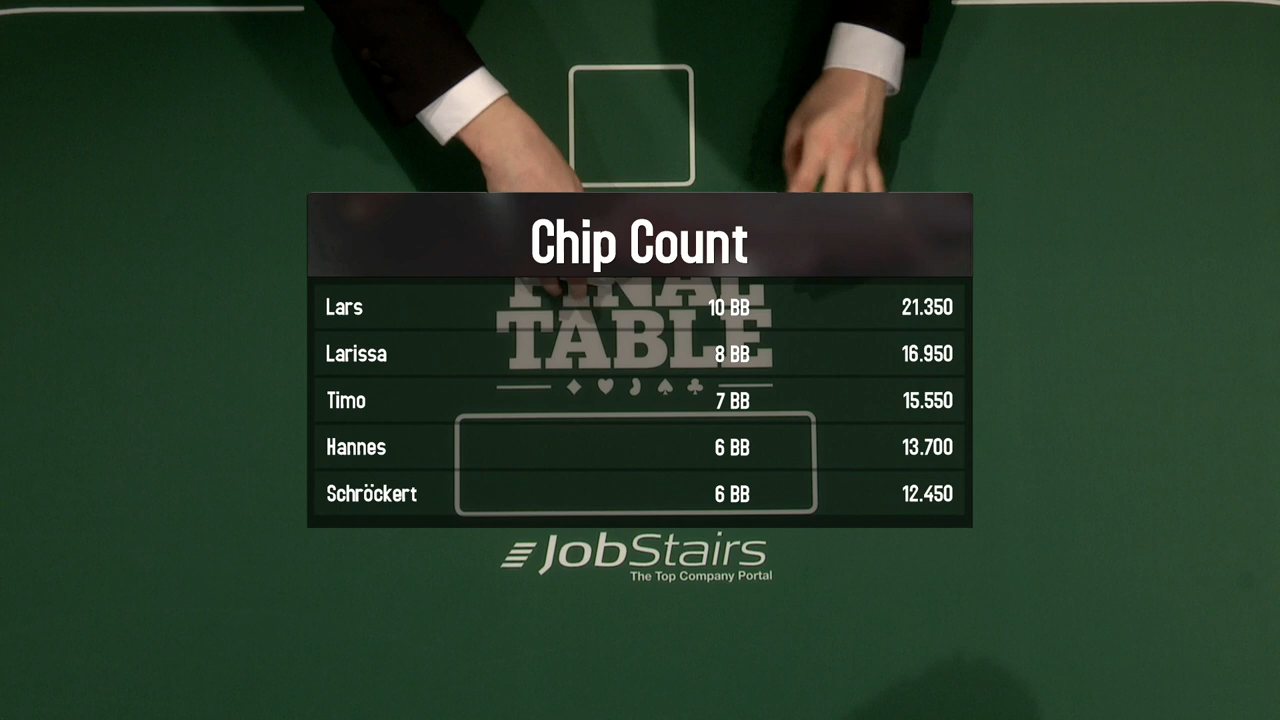 Chip Count
FINAL
TABLE
Lars 10 BB 21.350
Larissa 8 BB 16.950
Timo 7 BB 15.550
Hannes 6 BB 13.700
Schröckert 6 BB 12.450
JobStairs
The Top Company Portal